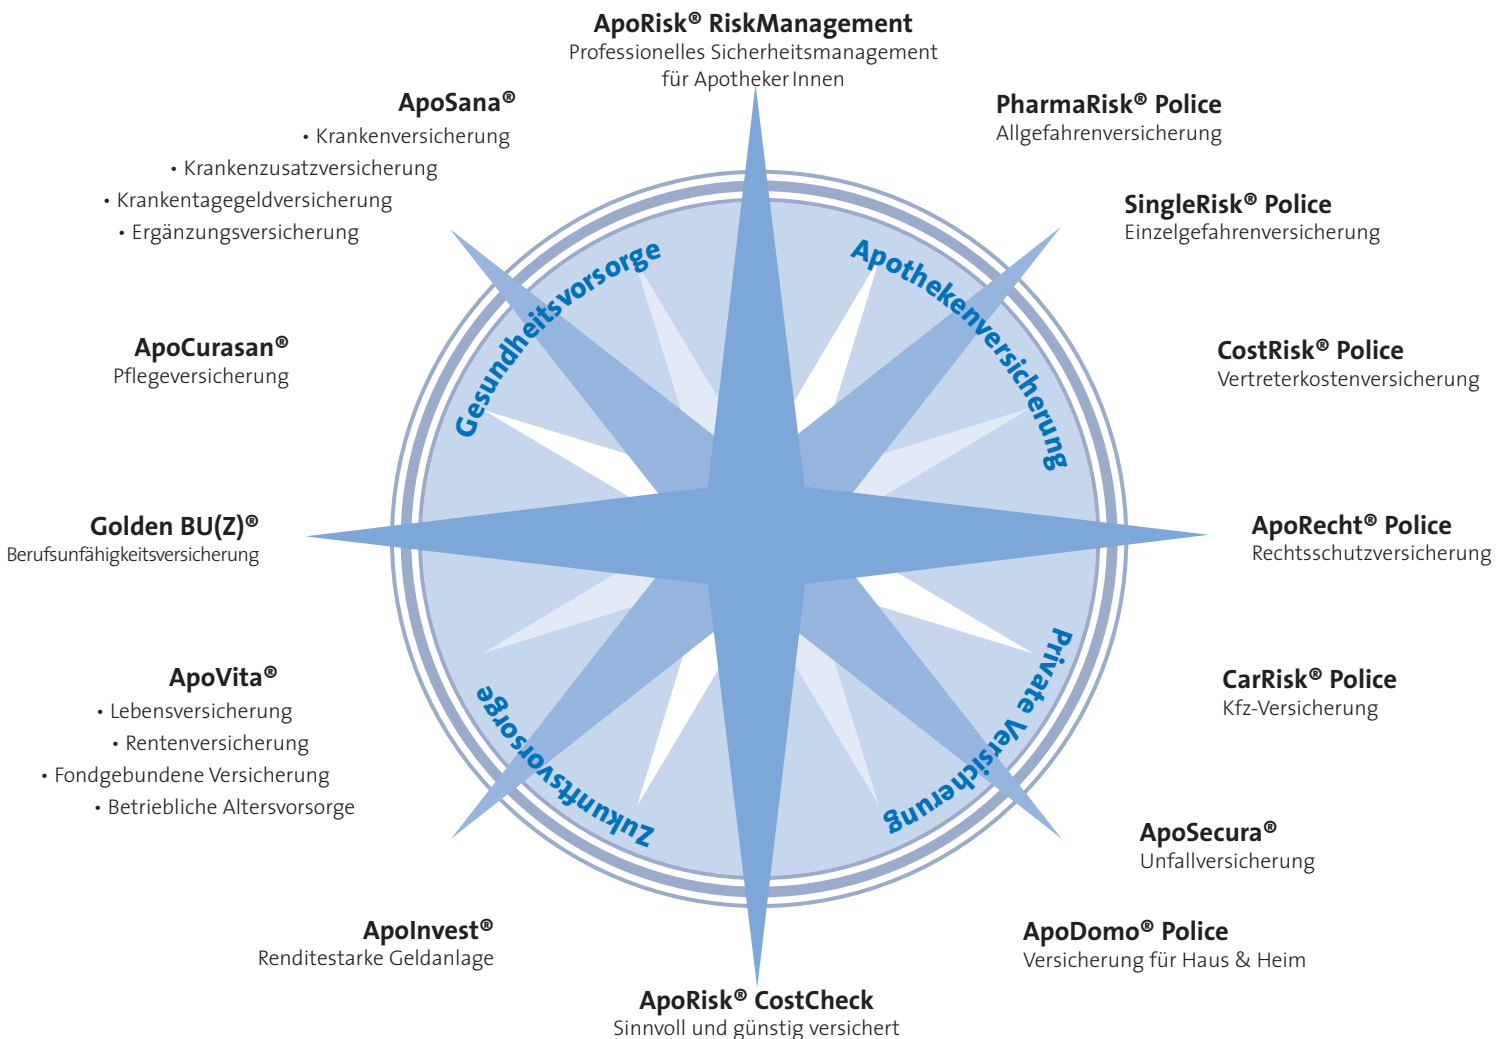 ApoRisk® RiskManagement
Professionelles Sicherheitsmanagement
für ApothekerInnen
ApoSana®
• Krankenversicherung
• Krankenzusatzversicherung
• Krankentagegeldversicherung
• Ergänzungsversicherung
PharmaRisk® Police
Allgefahrenversicherung
SingleRisk® Police
Einzelgefahrenversicherung
Gesundheitsvorsorge
Apothekenversicherung
ApoCurasan®
Pflegeversicherung
CostRisk® Police
Vertreterkostenversicherung
Golden BU(Z)®
Berufsunfähigkeitsversicherung
ApoRecht® Police
Rechtsschutzversicherung
ApoVita®
• Lebensversicherung
• Rentenversicherung
• Fondgebundene Versicherung
• Betriebliche Altersvorsorge
Zukunftsvorsorge
Private Versicherung
CarRisk® Police
Kfz-Versicherung
ApoSecura®
Unfallversicherung
ApoInvest®
Renditestarke Geldanlage
ApoDomo® Police
Versicherung für Haus & Heim
ApoRisk® CostCheck
Sinnvoll und günstig versichert